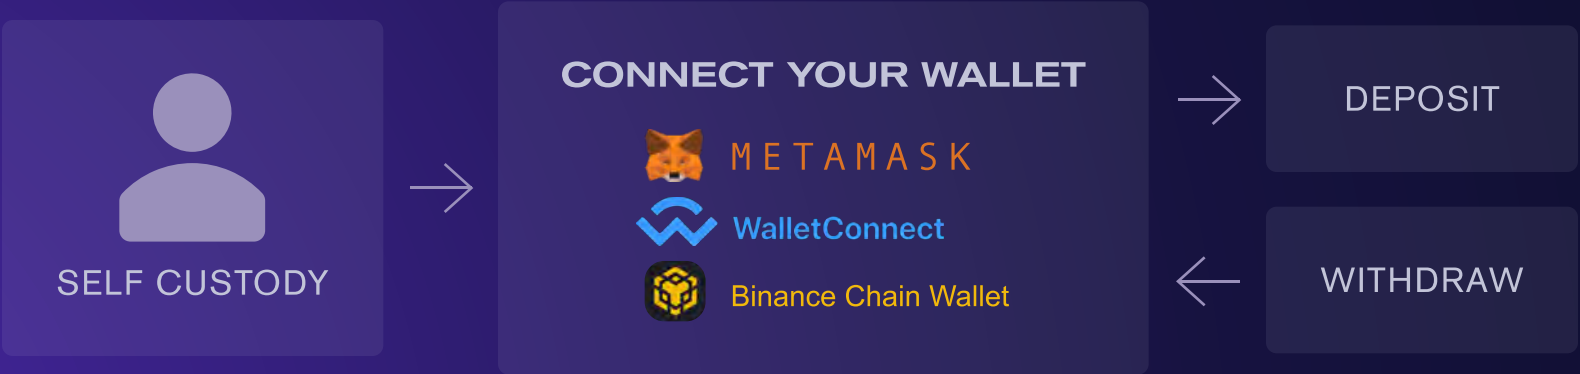 SELF CUSTODY
CONNECT YOUR WALLET
METAMASK
WalletConnect
Binance Chain Wallet
DEPOSIT
WITHDRAW